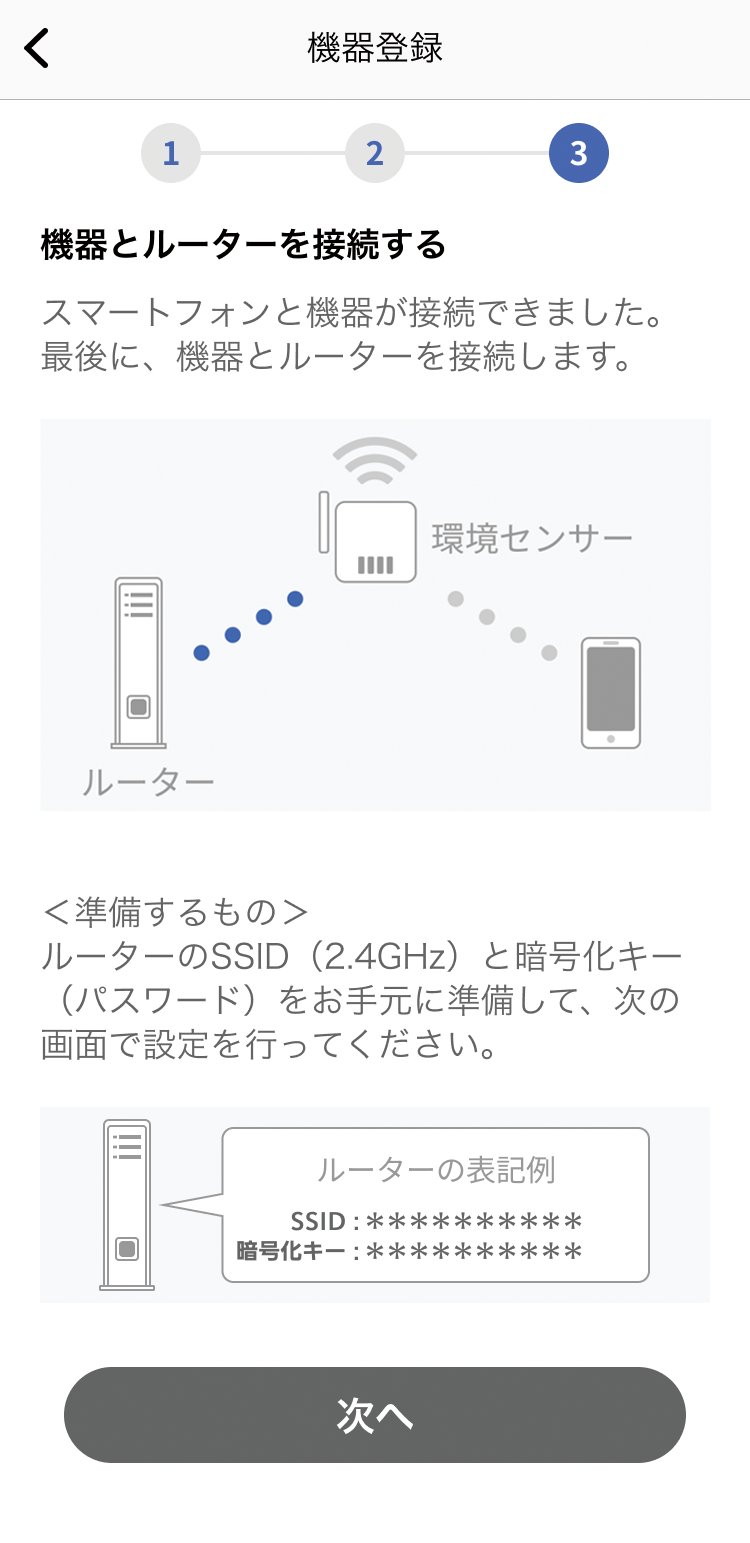 機器登録
1 2 3
機器とルーターを接続する
スマートフォンと機器が接続できました。
最後に、機器とルーターを接続します。
環境センサー
ルーター
＜準備するもの＞
ルーターのSSID（2.4GHz）と暗号化キー
（パスワード）をお手元に準備して、次の
画面で設定を行ってください。
ルーターの表記例
SSID : **********
暗号化キー : **********
次へ